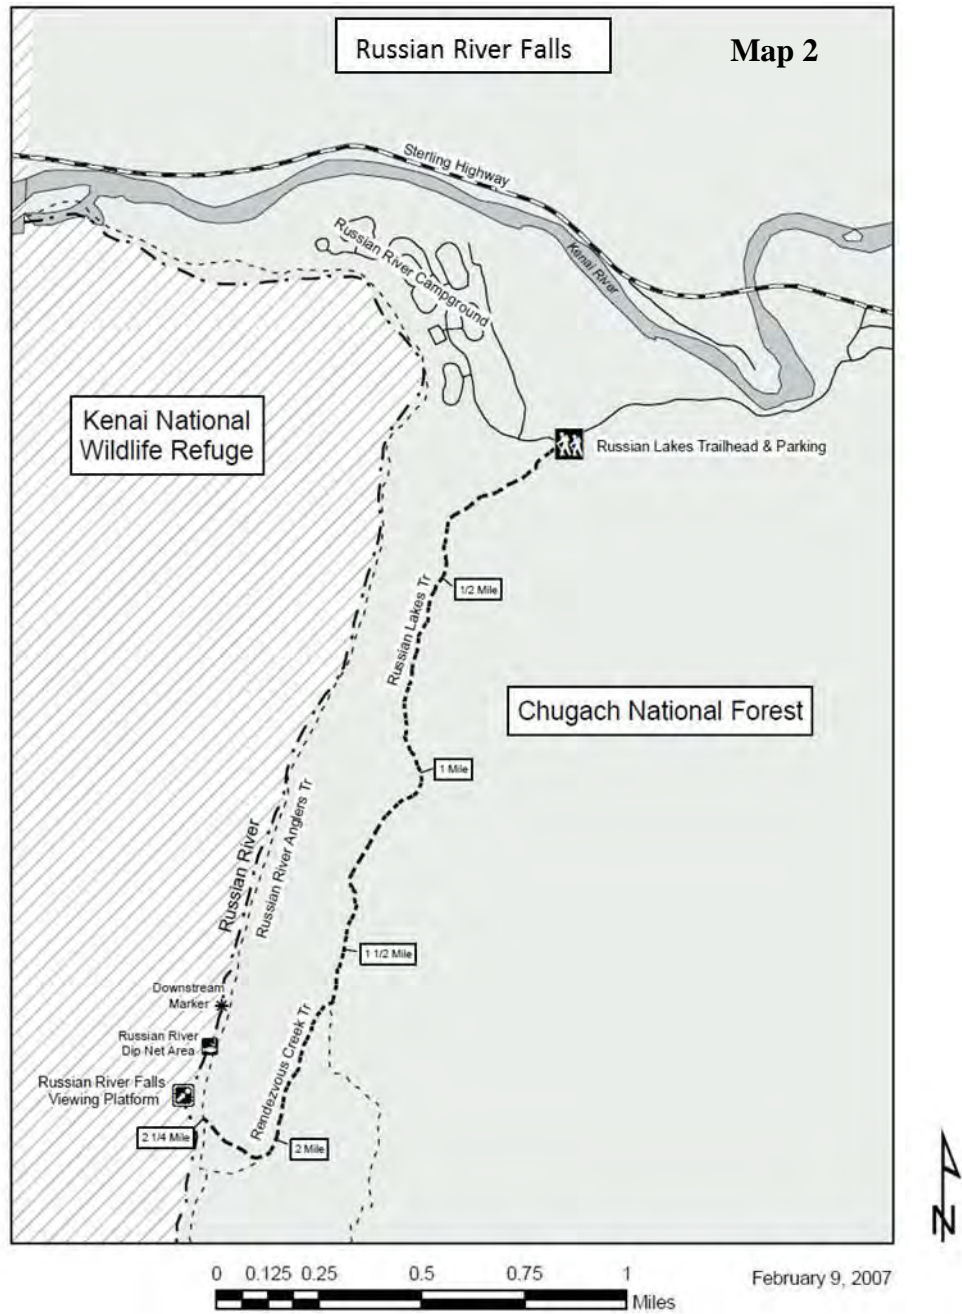 Russian River Falls
Map 2
Sterling Highway
Russian River Campground
Kenai River
Kenai National
Wildlife Refuge
Russian Lakes Trailhead & Parking
1/2 Mile
Russian Lakes Tr
Chugach National Forest
1 Mile
Russian River
Russian River Anglers Tr
1 1/2 Mile
Downstream
Marker
Russian River
Dip Net Area
Rendezvous Creek Tr
Russian River Falls
Viewing Platform
2 1/4 Mile
2 Mile
N
0 0.125 0.25 0.5 0.75 1
Miles
February 9, 2007